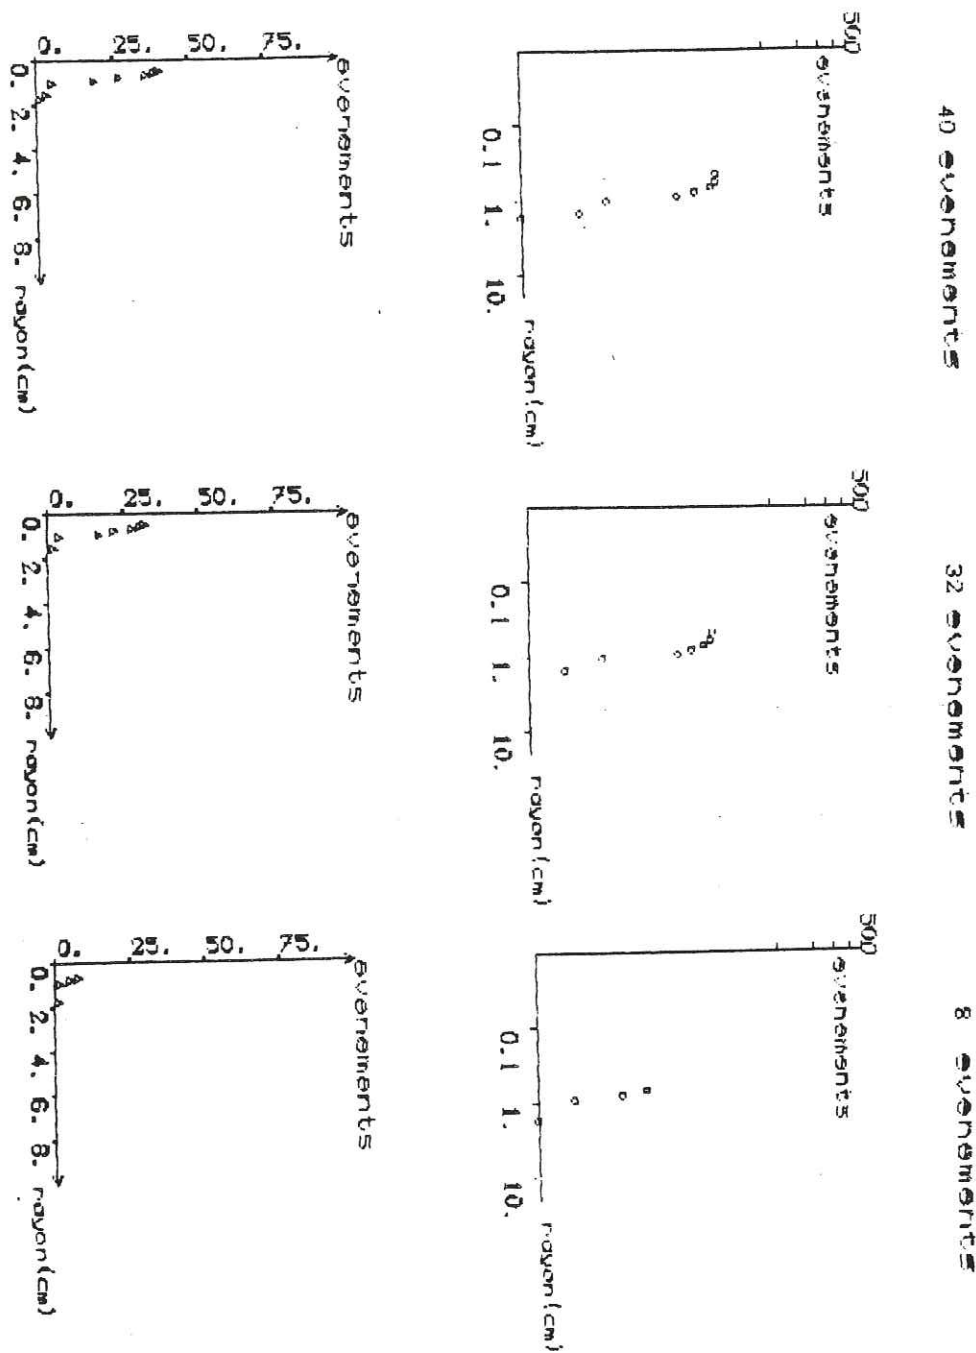 40 evenements
500
evenements
0.1 1. 10. rayon(cm)
evenements
0. 25. 50. 75.
0. 2. 4. 6. 8. rayon(cm)
32 evenements
500
evenements
0.1 1. 10. rayon(cm)
evenements
0. 25. 50. 75.
0. 2. 4. 6. 8. rayon(cm)
8 evenements
500
evenements
0.1 1. 10. rayon(cm)
evenements
0. 25. 50. 75.
0. 2. 4. 6. 8. rayon(cm)